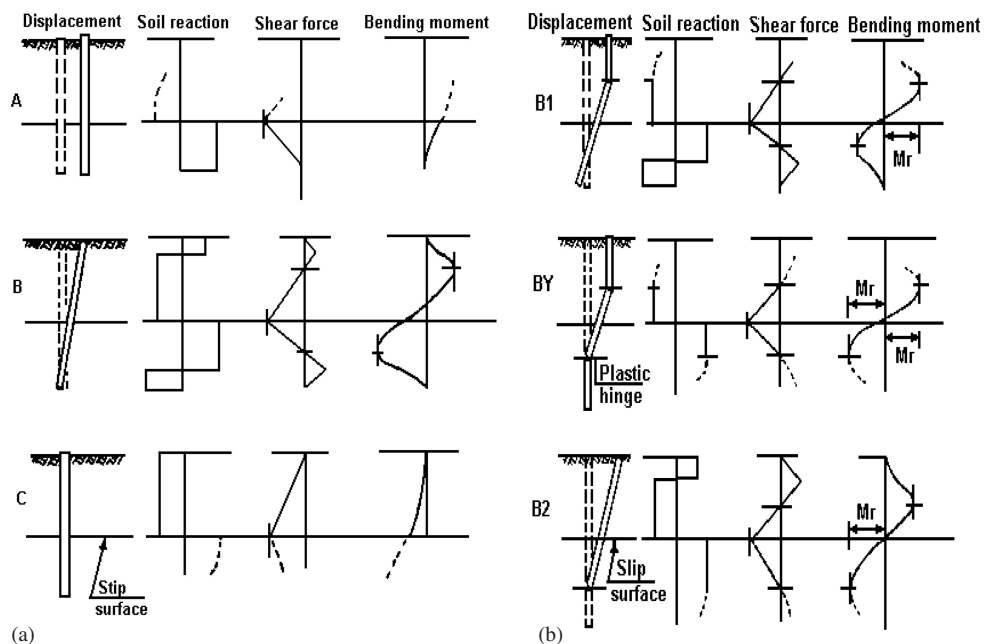 Displacement Soil reaction Shear force Bending moment
A
B
C
Stip
surface
(a)
Displacement Soil reaction Shear force Bending moment
B1
Mr
BY
Mr
Mr
Plastic
hinge
B2
Mr
Slip
surface
(b)